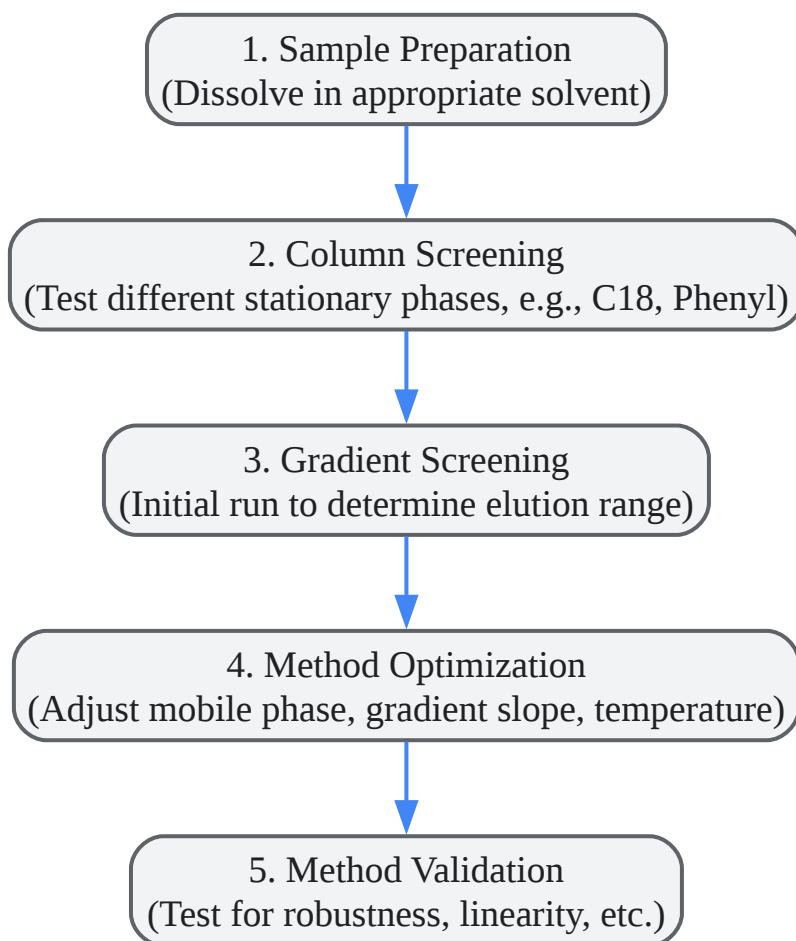 1. Sample Preparation
(Dissolve in appropriate solvent)
2. Column Screening
(Test different stationary phases, e.g., C18, Phenyl)
3. Gradient Screening
(Initial run to determine elution range)
4. Method Optimization
(Adjust mobile phase, gradient slope, temperature)
5. Method Validation
(Test for robustness, linearity, etc.)